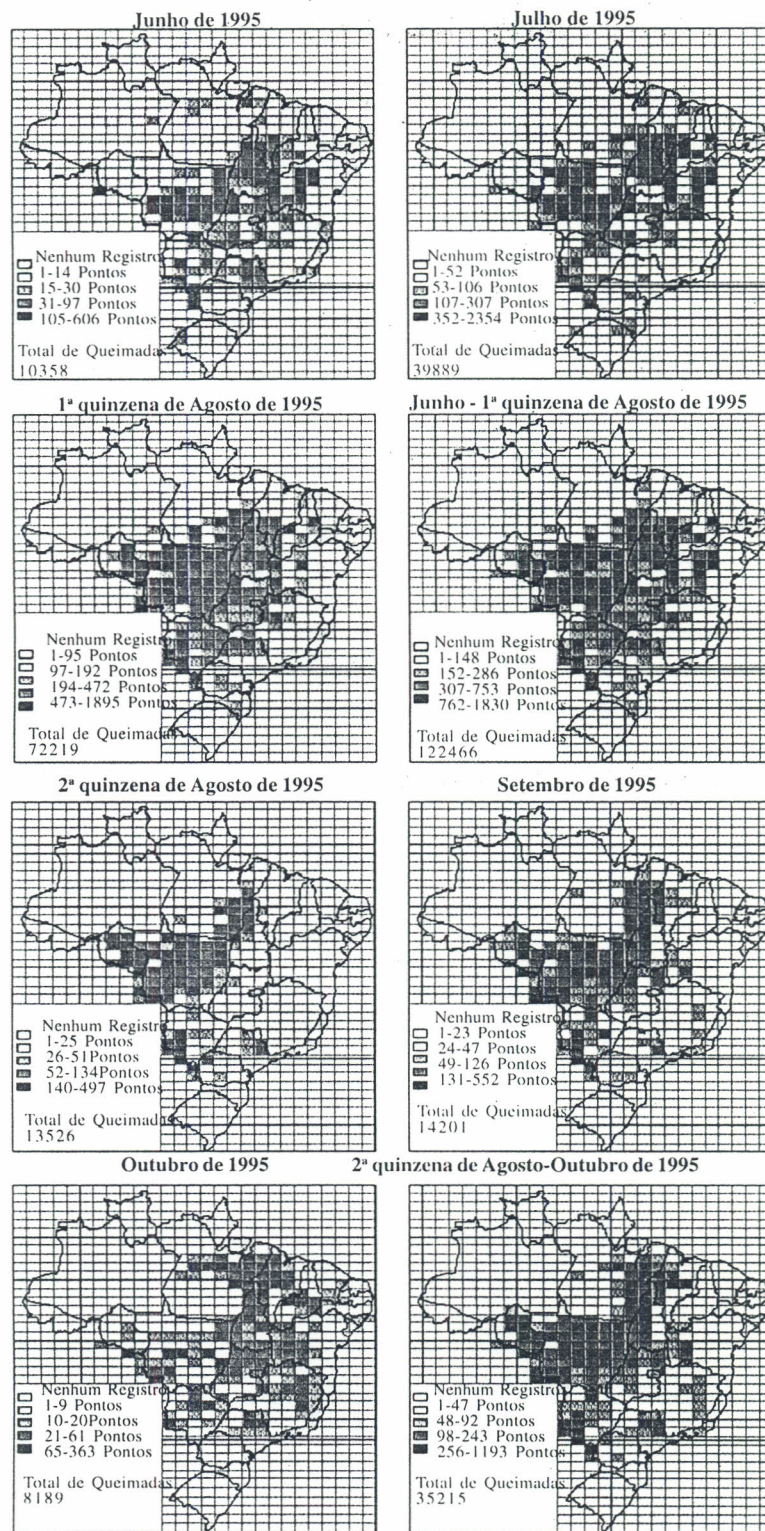 Junho de 1995
Nenhum Registro
1-14 Pontos
15-30 Pontos
31-97 Pontos
105-606 Pontos
Total de Queimadas
10358
Julho de 1995
Nenhum Registro
1-52 Pontos
53-106 Pontos
107-307 Pontos
352-2354 Pontos
Total de Queimadas
39889
1ª quinzena de Agosto de 1995
Nenhum Registro
1-95 Pontos
97-192 Pontos
194-472 Pontos
473-1895 Pontos
Total de Queimadas
72219
Junho - 1ª quinzena de Agosto de 1995
Nenhum Registro
1-148 Pontos
152-286 Pontos
307-753 Pontos
762-1830 Pontos
Total de Queimadas
122466
2ª quinzena de Agosto de 1995
Nenhum Registro
1-25 Pontos
26-51Pontos
52-134Pontos
140-497 Pontos
Total de Queimadas
13526
Setembro de 1995
Nenhum Registro
1-23 Pontos
24-47 Pontos
49-126 Pontos
131-552 Pontos
Total de Queimadas
14201
Outubro de 1995
Nenhum Registro
1-9 Pontos
10-20Pontos
21-61 Pontos
65-363 Pontos
Total de Queimadas
8189
2ª quinzena de Agosto-Outubro de 1995
Nenhum Registro
1-47 Pontos
48-92 Pontos
98-243 Pontos
256-1193 Pontos
Total de Queimadas
35215